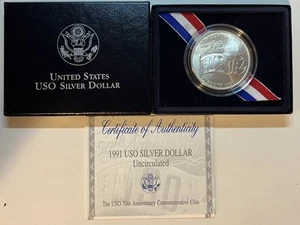 UNITED STATES
USO SILVER DOLLAR
USO
Certificate of Authenticity
1991 USO SILVER DOLLAR
Uncirculated
The USO 50th Anniversary Commemorative Coin